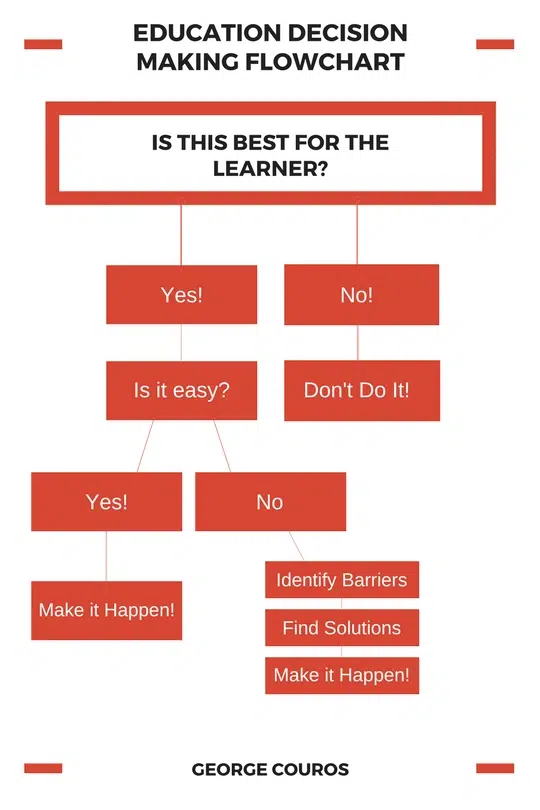 EDUCATION DECISION
MAKING FLOWCHART
IS THIS BEST FOR THE
LEARNER?
Yes!
No!
Is it easy?
Don't Do It!
Yes!
No
Make it Happen!
Identify Barriers
Find Solutions
Make it Happen!
GEORGE COUROS